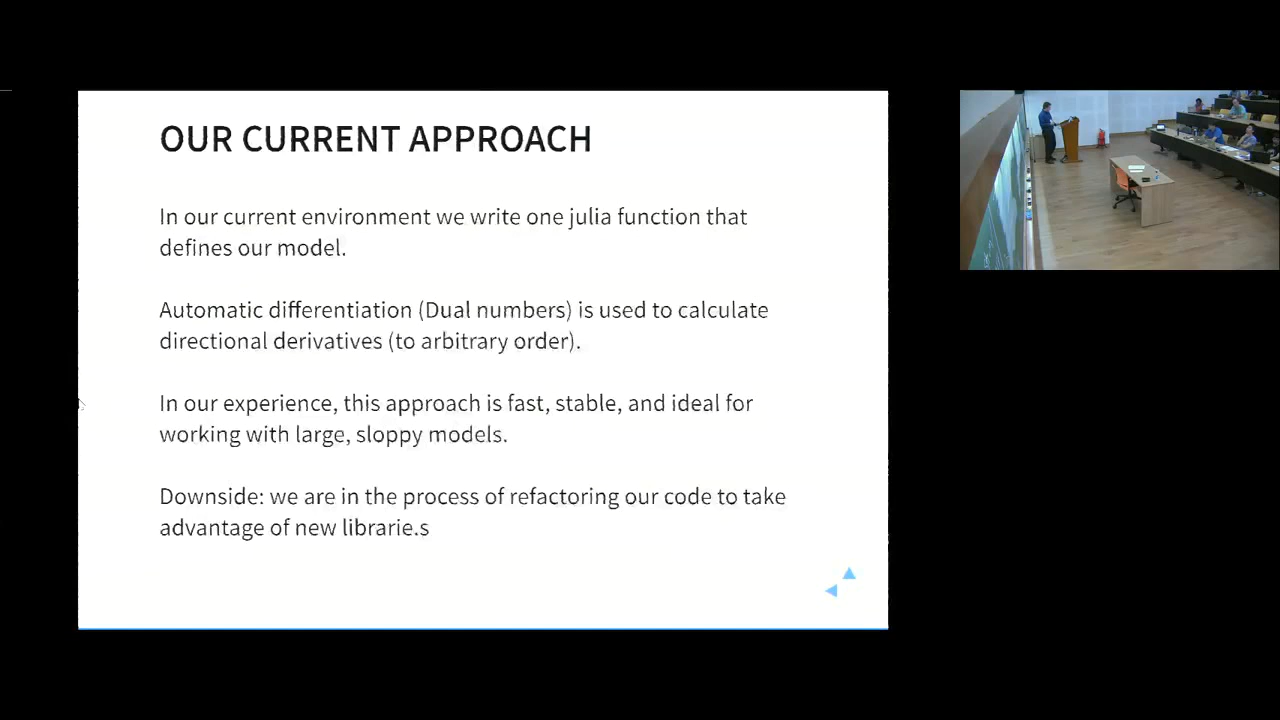 OUR CURRENT APPROACH
In our current environment we write one julia function that
defines our model.
Automatic differentiation (Dual numbers) is used to calculate
directional derivatives (to arbitrary order).
In our experience, this approach is fast, stable, and ideal for
working with large, sloppy models.
Downside: we are in the process of refactoring our code to take
advantage of new librarie.s